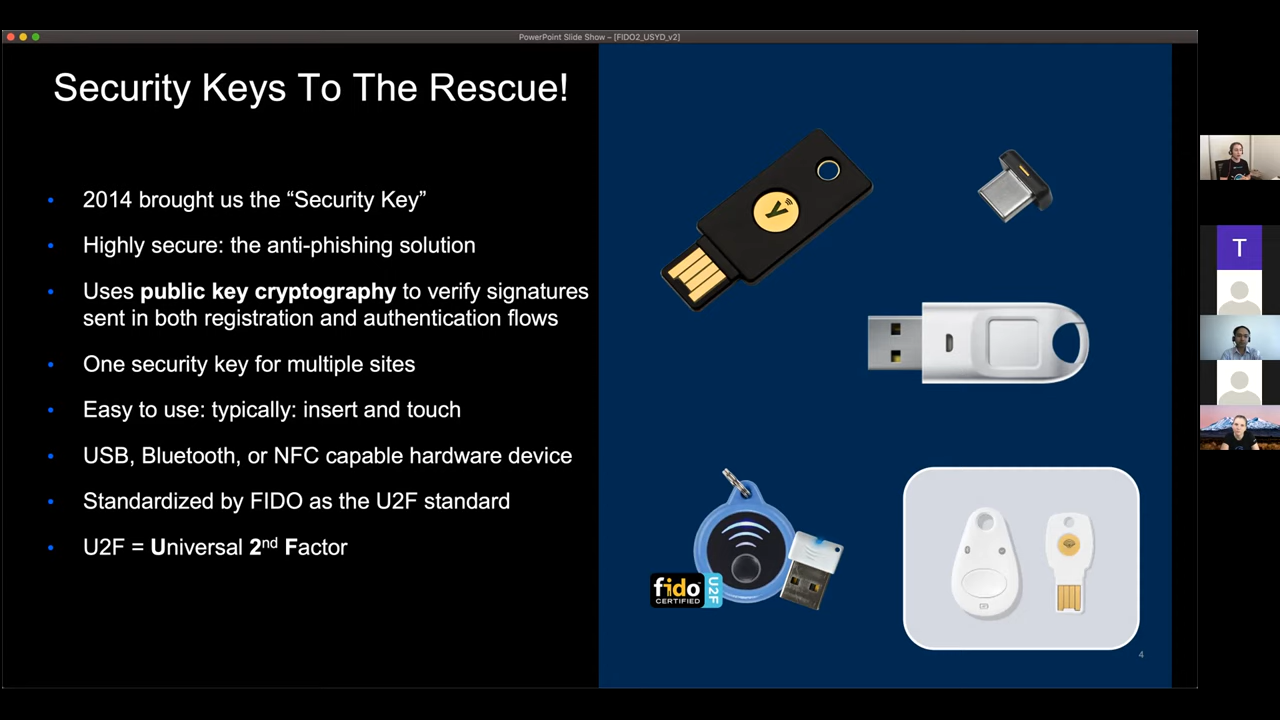 PowerPoint Slide Show – [FIDO2_USYD_v2]
Security Keys To The Rescue!
• 2014 brought us the “Security Key”
• Highly secure: the anti-phishing solution
• Uses public key cryptography to verify signatures
sent in both registration and authentication flows
• One security key for multiple sites
• Easy to use: typically: insert and touch
• USB, Bluetooth, or NFC capable hardware device
• Standardized by FIDO as the U2F standard
• U2F = Universal 2nd Factor
y
fido
CERTIFIED
U2F
4
T